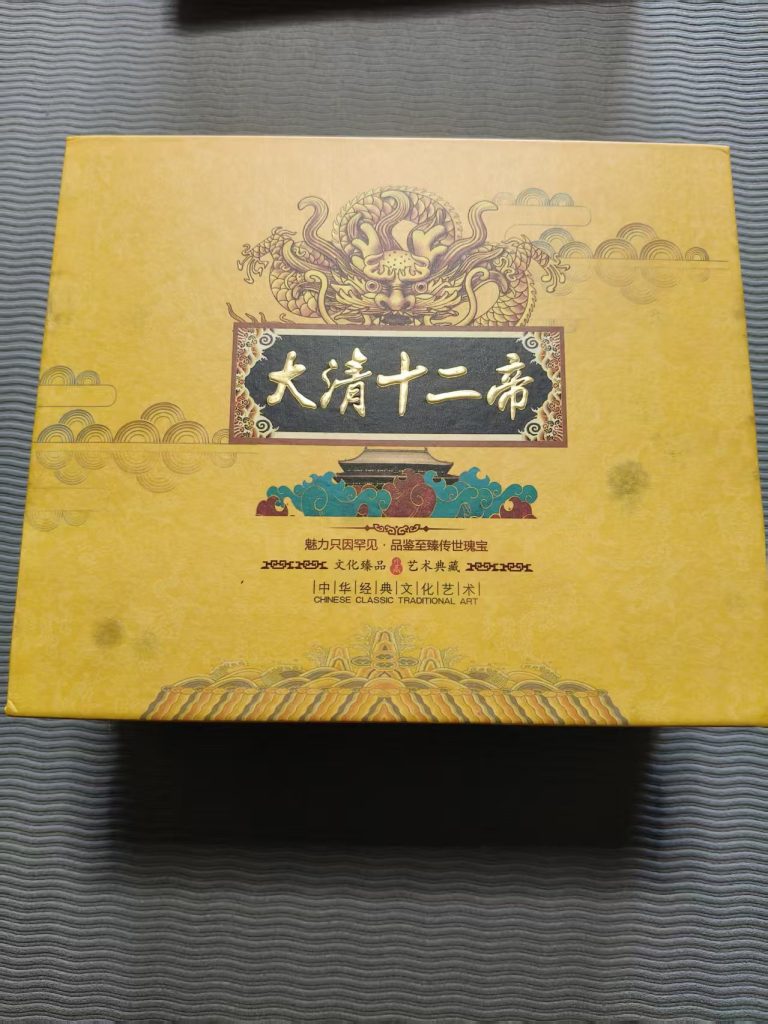 大清十二帝
魅力只因罕见·品鉴至臻传世瑰宝
文化臻品 艺术典藏
中华经典文化艺术
CHINESE CLASSIC TRADITIONAL ART